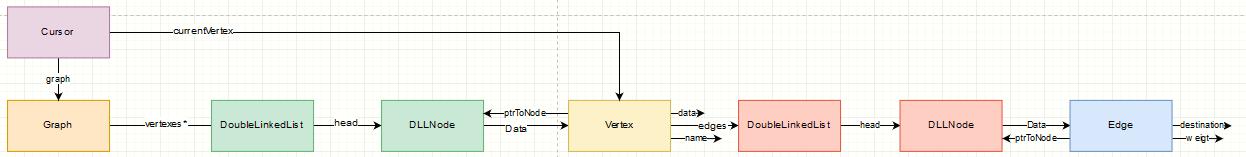 Cursor
currentVertex
graph
Graph
vertexes*
DoubleLinkedList
head
DLLNode
ptrToNode
Data
Vertex
data
edges
name
DoubleLinkedList
head
DLLNode
Data
ptrToNode
Edge
destination
weigt